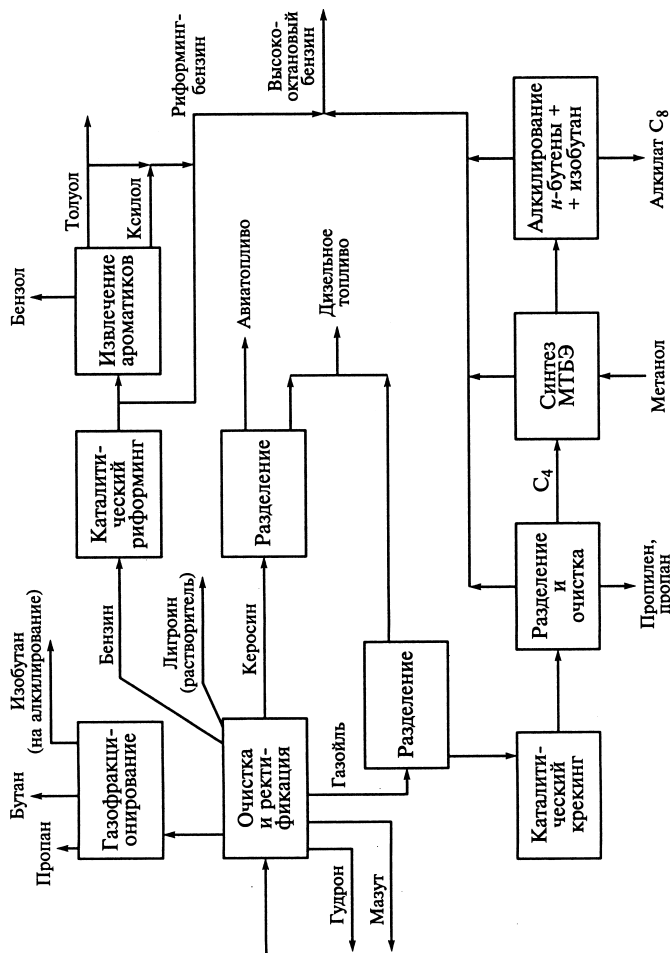 Пропан
Бутан
Изобутан
(на алкилирование)
Газофракци-
онирование
Бензин
Каталити-
ческий
риформинг
Бензол
Извлечение
ароматиков
Толуол
Ксилол
Риформинг-
бензин
Высоко-
октановый
бензин
Очистка
и ректи-
фикация
Лигроин
(растворитель)
Керосин
Разделение
Авиатопливо
Дизельное
топливо
Гудрон
Мазут
Газойль
Разделение
Каталити-
ческий
крекинг
Разделение
и
очистка
Пропилен,
пропан
C4
Синтез
МТБЭ
Метанол
Алкилирование
н-бутены +
+ изобутан
Алкилат C8